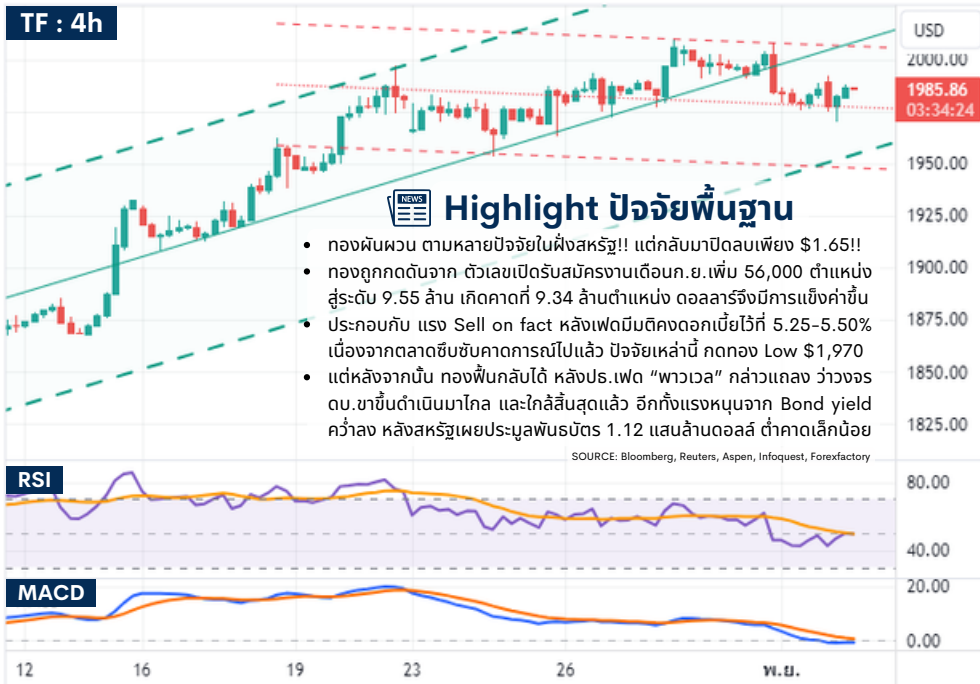 TF : 4h
USD
2000.00
1985.86
03:34:24
1950.00
1925.00
1900.00
1875.00
1850.00
1825.00
NEWS
Highlight ปัจจัยพื้นฐาน
• ทองผันผวน ตามหลายปัจจัยในฝั่งสหรัฐ!! แต่กลับมาปิดลบเพียง $1.65!!
• ทองถูกกดดันจาก ตัวเลขเปิดรับสมัครงานเดือนก.ย.เพิ่ม 56,000 ตำแหน่ง
สู่ระดับ 9.55 ล้าน เกิดคาดที่ 9.34 ล้านตำแหน่ง ดอลลาร์จึงมีการแข็งค่าขึ้น
• ประกอบกับ แรง Sell on fact หลังเฟดมีมติคงดอกเบี้ยไว้ที่ 5.25-5.50%
เนื่องจากตลาดซึบซับคาดการณ์ไปแล้ว ปัจจัยเหล่านี้ กดทอง Low $1,970
• แต่หลังจากนั้น ทองฟื้นกลับได้ หลังปธ.เฟด “พาวเวล” กล่าวแถลง ว่าวงจร
ดบ.ขาขึ้นดำเนินมาไกล และใกล้สิ้นสุดแล้ว อีกทั้งแรงหนุนจาก Bond yield
คว่ำลง หลังสหรัฐเผยประมูลพันธบัตร 1.12 แสนล้านดอลล์ ต่ำคาดเล็กน้อย
SOURCE: Bloomberg, Reuters, Aspen, Infoquest, Forexfactory
RSI
80.00
40.00
MACD
20.00
0.00
12 16 19 23 26 พ.ย.